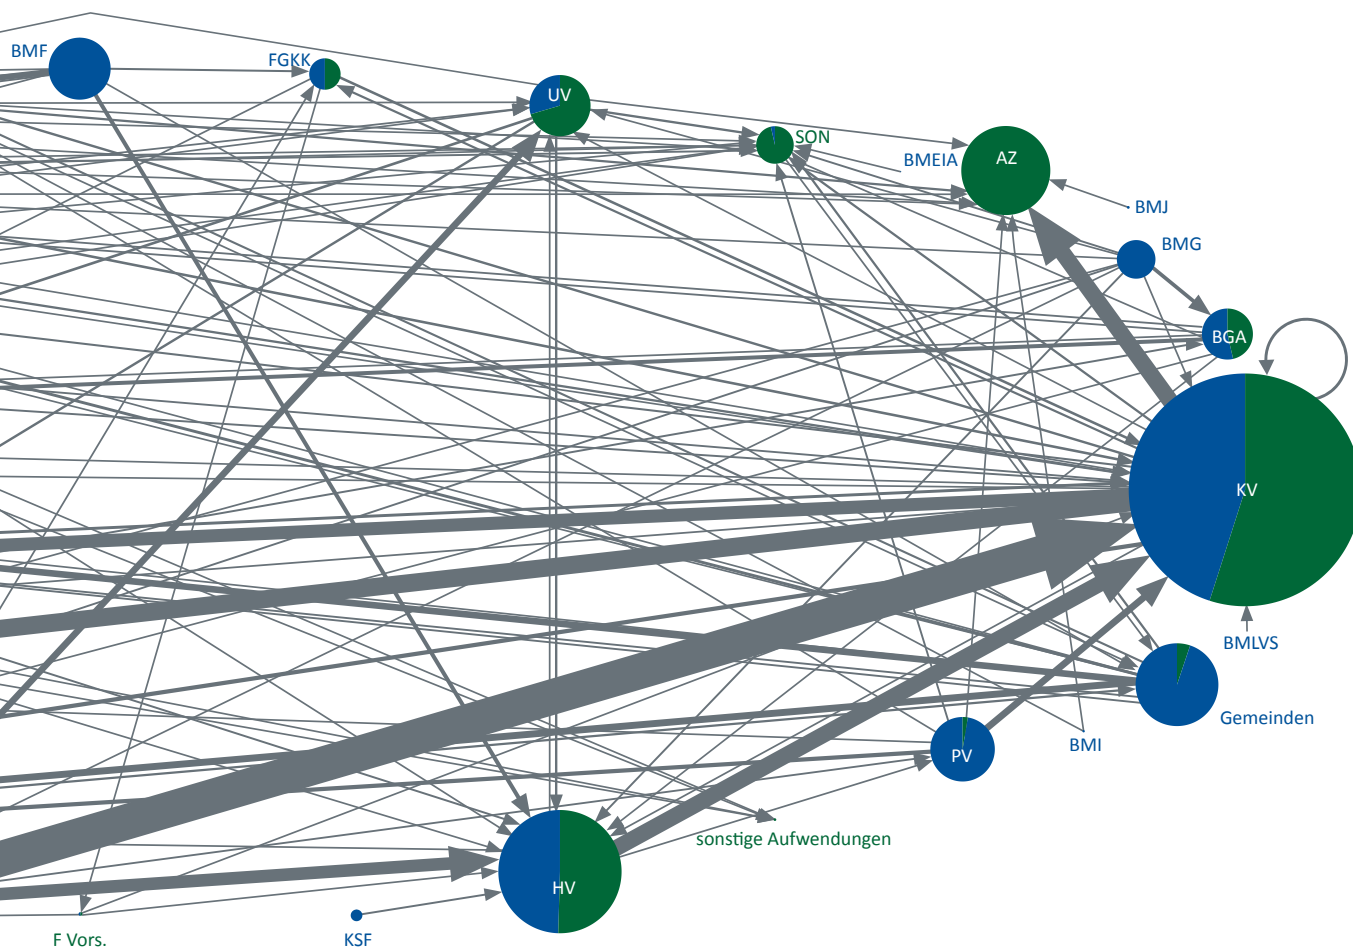 BMF
FGKK
UV
SON
BMEIA
AZ
BMJ
BMG
BGA
KV
BMLVS
Gemeinden
BMI
PV
sonstige Aufwendungen
HV
F Vors.
KSF